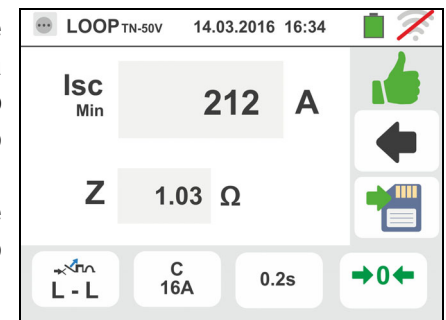 LOOP TN-50V 14.03.2016 16:34
Isc 212 A
Min
Z 1.03 Ω
L - L
C
16A
0.2s
0